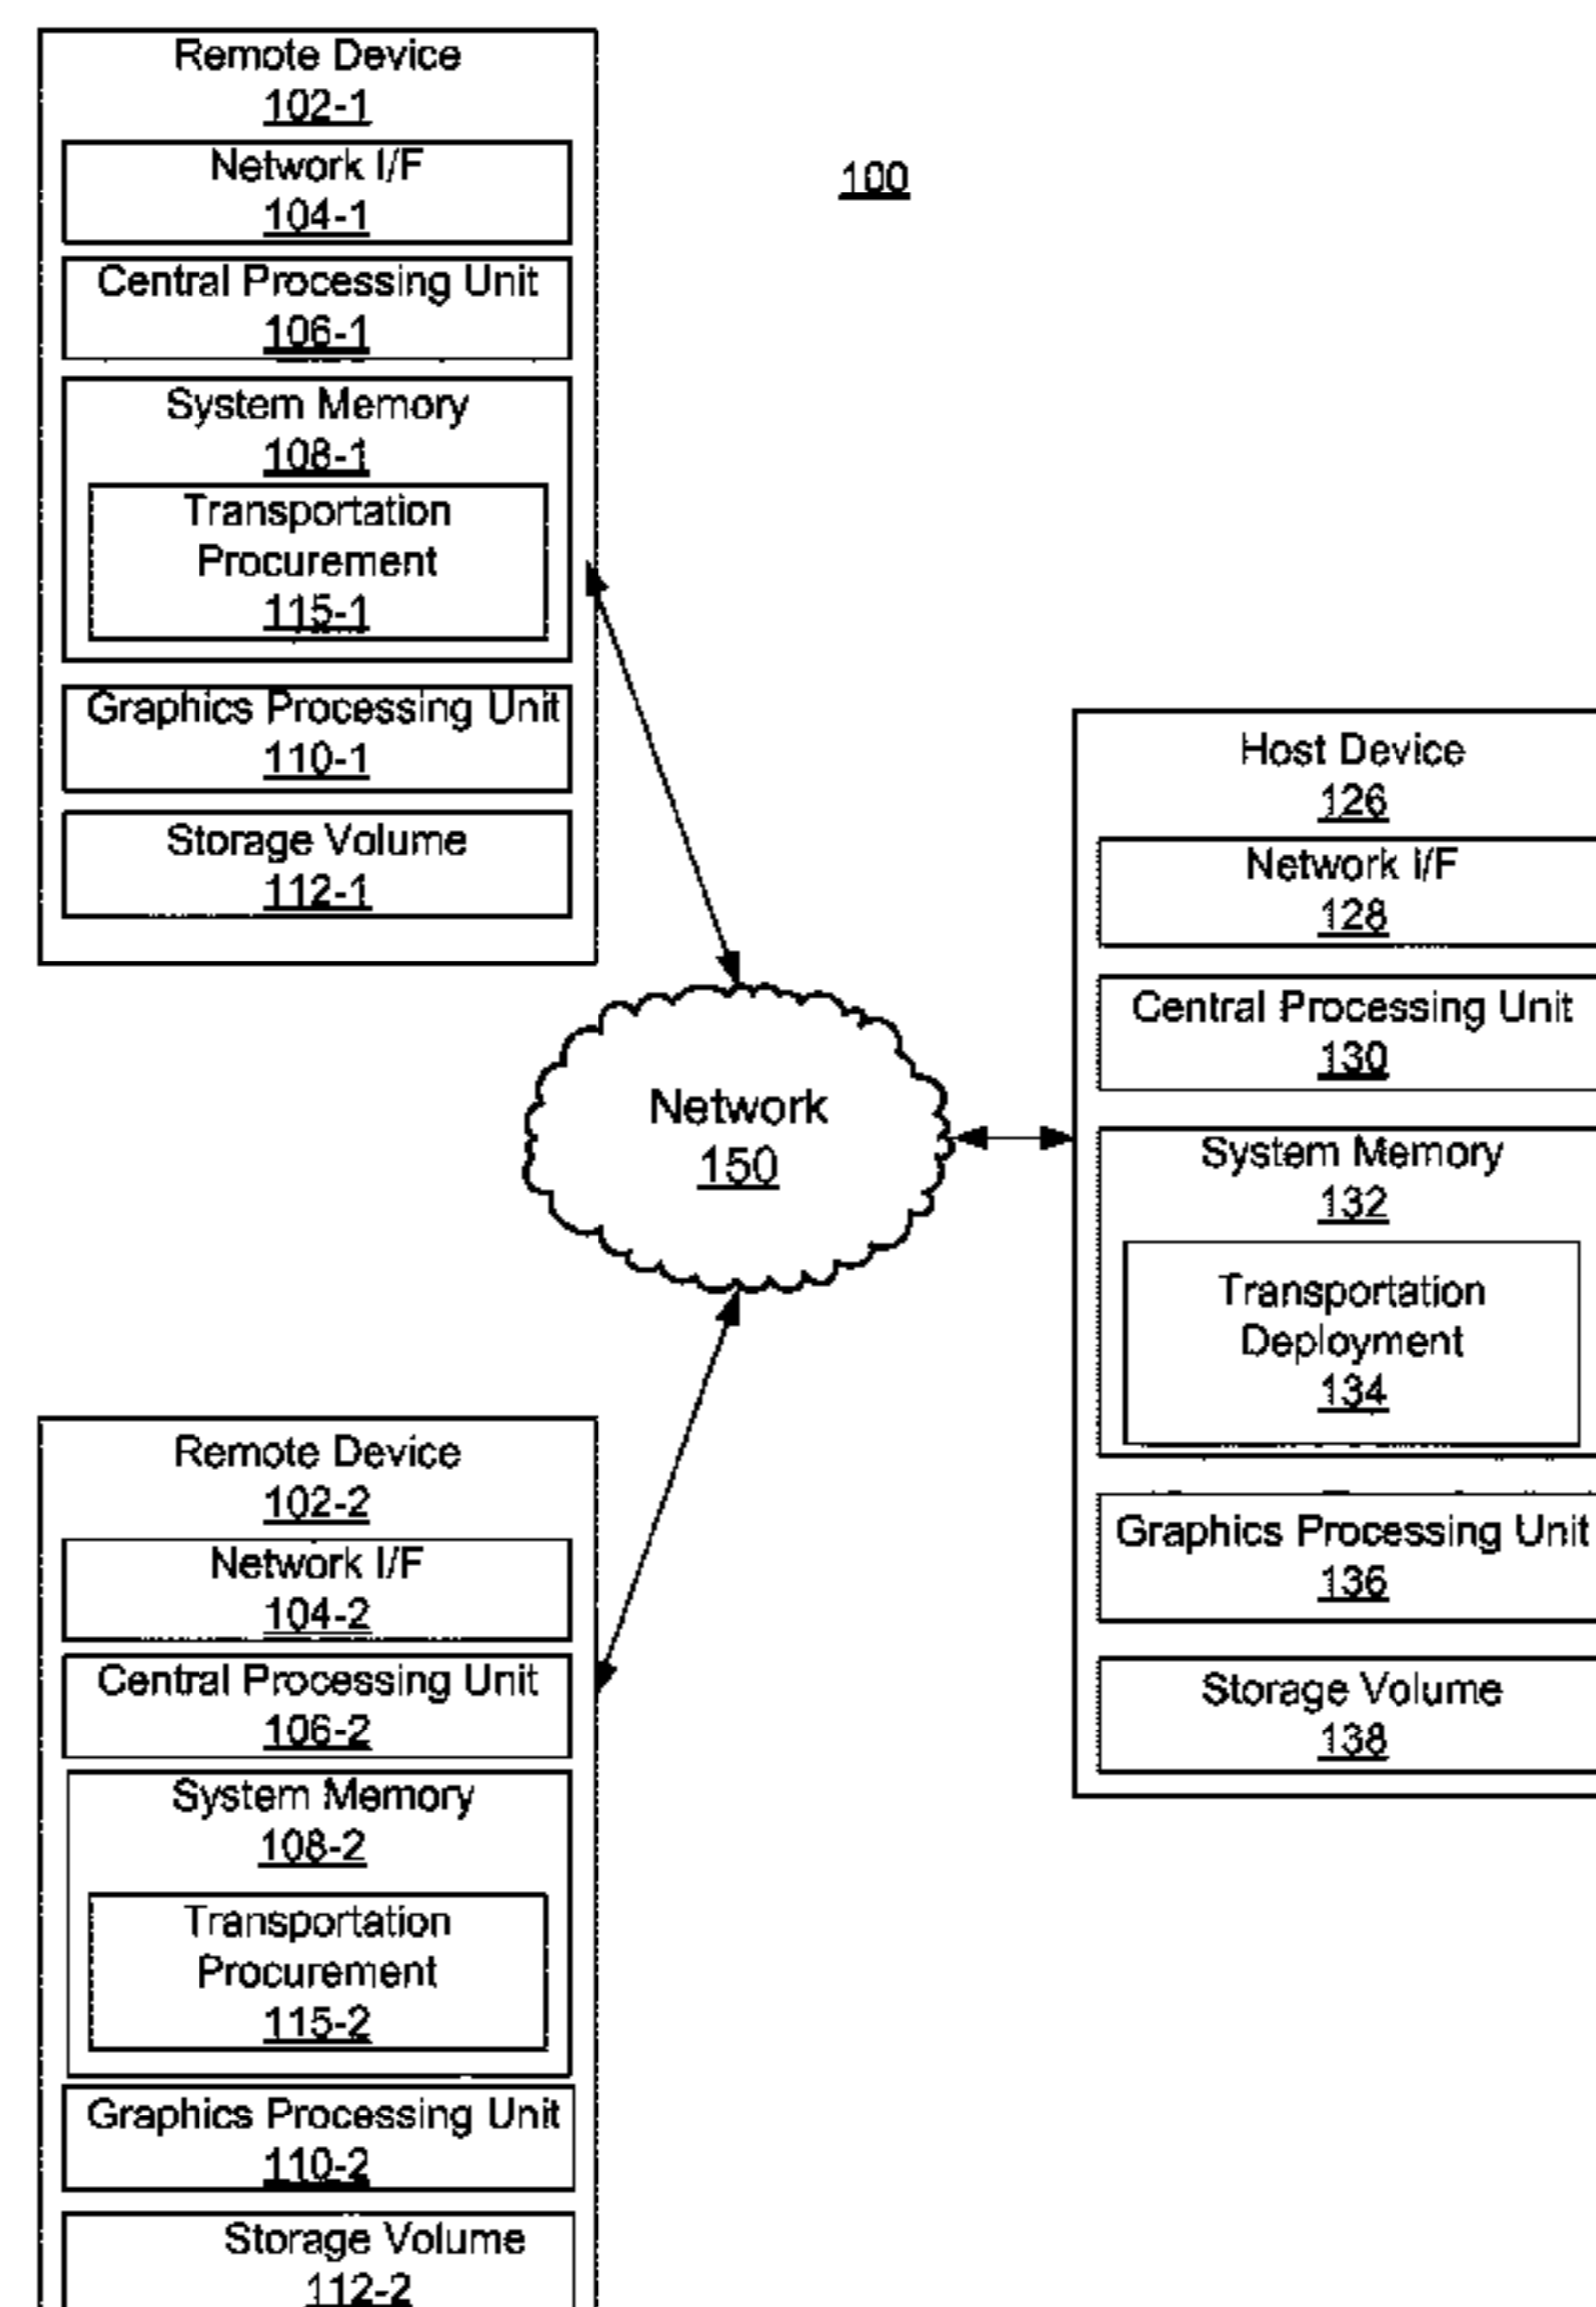 Remote Device
102-1
Network I/F
104-1
Central Processing Unit
106-1
System Memory
108-1
Transportation
Procurement
115-1
Graphics Processing Unit
110-1
Storage Volume
112-1
100
Network
150
Host Device
126
Network I/F
128
Central Processing Unit
130
System Memory
132
Transportation
Deployment
134
Graphics Processing Unit
136
Storage Volume
138
Remote Device
102-2
Network I/F
104-2
Central Processing Unit
106-2
System Memory
108-2
Transportation
Procurement
115-2
Graphics Processing Unit
110-2
Storage Volume
112-2